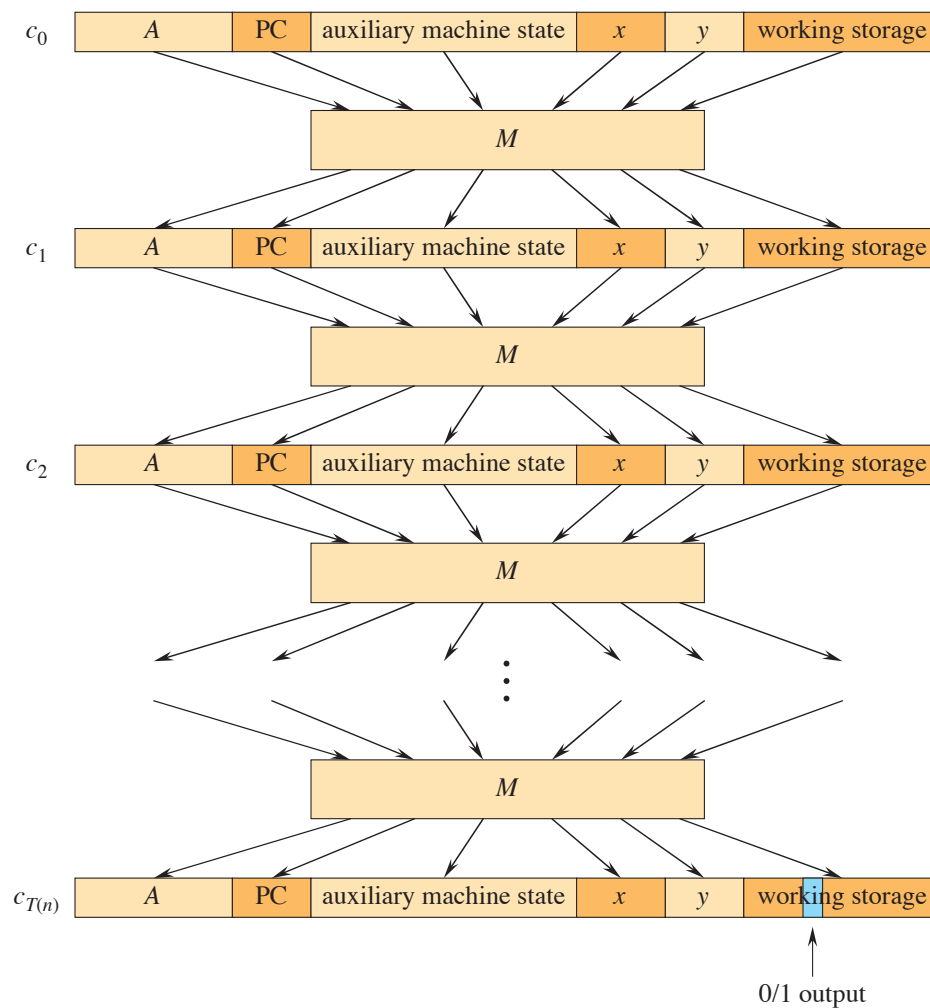 c0 A PC auxiliary machine state x y working storage
M
c1 A PC auxiliary machine state x y working storage
M
c2 A PC auxiliary machine state x y working storage
M
M
cT(n) A PC auxiliary machine state x y working storage
0/1 output